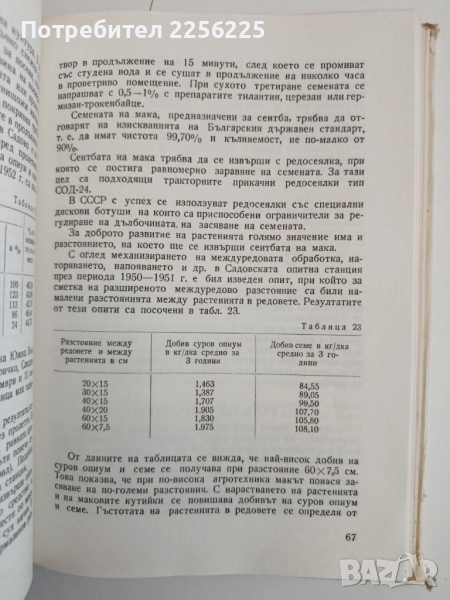 Потребител 2256225
твор в продължение на 15 минути, след което се промиват
със студена вода и се сушат в продължение на няколко
часа в проветриво помещение. При сухото третиране семената се
напрашват с 0,5—1% с препаратите тилантин, церезан или гер-
мизан-трокенбайце.
Семената на мака, предназначени за сеитба, трябва да от-
говарят на изискванията на Българския държавен стандарт,
т. е. да имат чистота 99,70% и кълняемост, не по-малко от
90%.
Сеитбата на мака трябва да се извърши с редосеялка, при
която се постига равномерно заравяне на семената. За тази
цел са подходящи тракторните прикачни редосеялки тип
СОД-24.
В СССР с успех се използуват редосеялки със специални
дискови ботуши на които са приспособени ограничители за ре-
гулиране на дълбочината, на засяване на семената.
За доброто развитие на растенията голямо значение има и
разстоянието, на което ще се извърши сеитбата на мака.
С оглед механизирането на междуредовата обработка, на-
торяването, напояването и др. в Садовската опитна станция
през периода 1950—1951 г. е бил изведен опит, при който за
сметка на разширеното междуредово разстояние са били на-
малени разстоянията между растенията в редовете. Резултатите
от тези опити са посочени в табл. 23.
Таблица 23
Разстояние между редовете и между растенията в см
Добив суров опиум в кг/дка средно за 3 години
Добив семе в кг/дка средно за 3 го-дини
20×15 1,463 84,55
30×15 1,387 89,05
40×15 1,707 99,50
40×20 1.905 107,70
60×15 1,830 105,80
60×7,5 1.975 108,10
От данните на таблицата се вижда, че най-висок добив на
суров опиум и семе се получава при разстояние 60×7,5 см.
Това показва, че при по-висока агротехника макът понася за-
сяване на по-големи разстояния. С нарастването на растенията
и на маковите кутийки се повишава добивът на суров опиум
и семе. Гъстотата на растенията в редовете се определя от
67
BAZAR